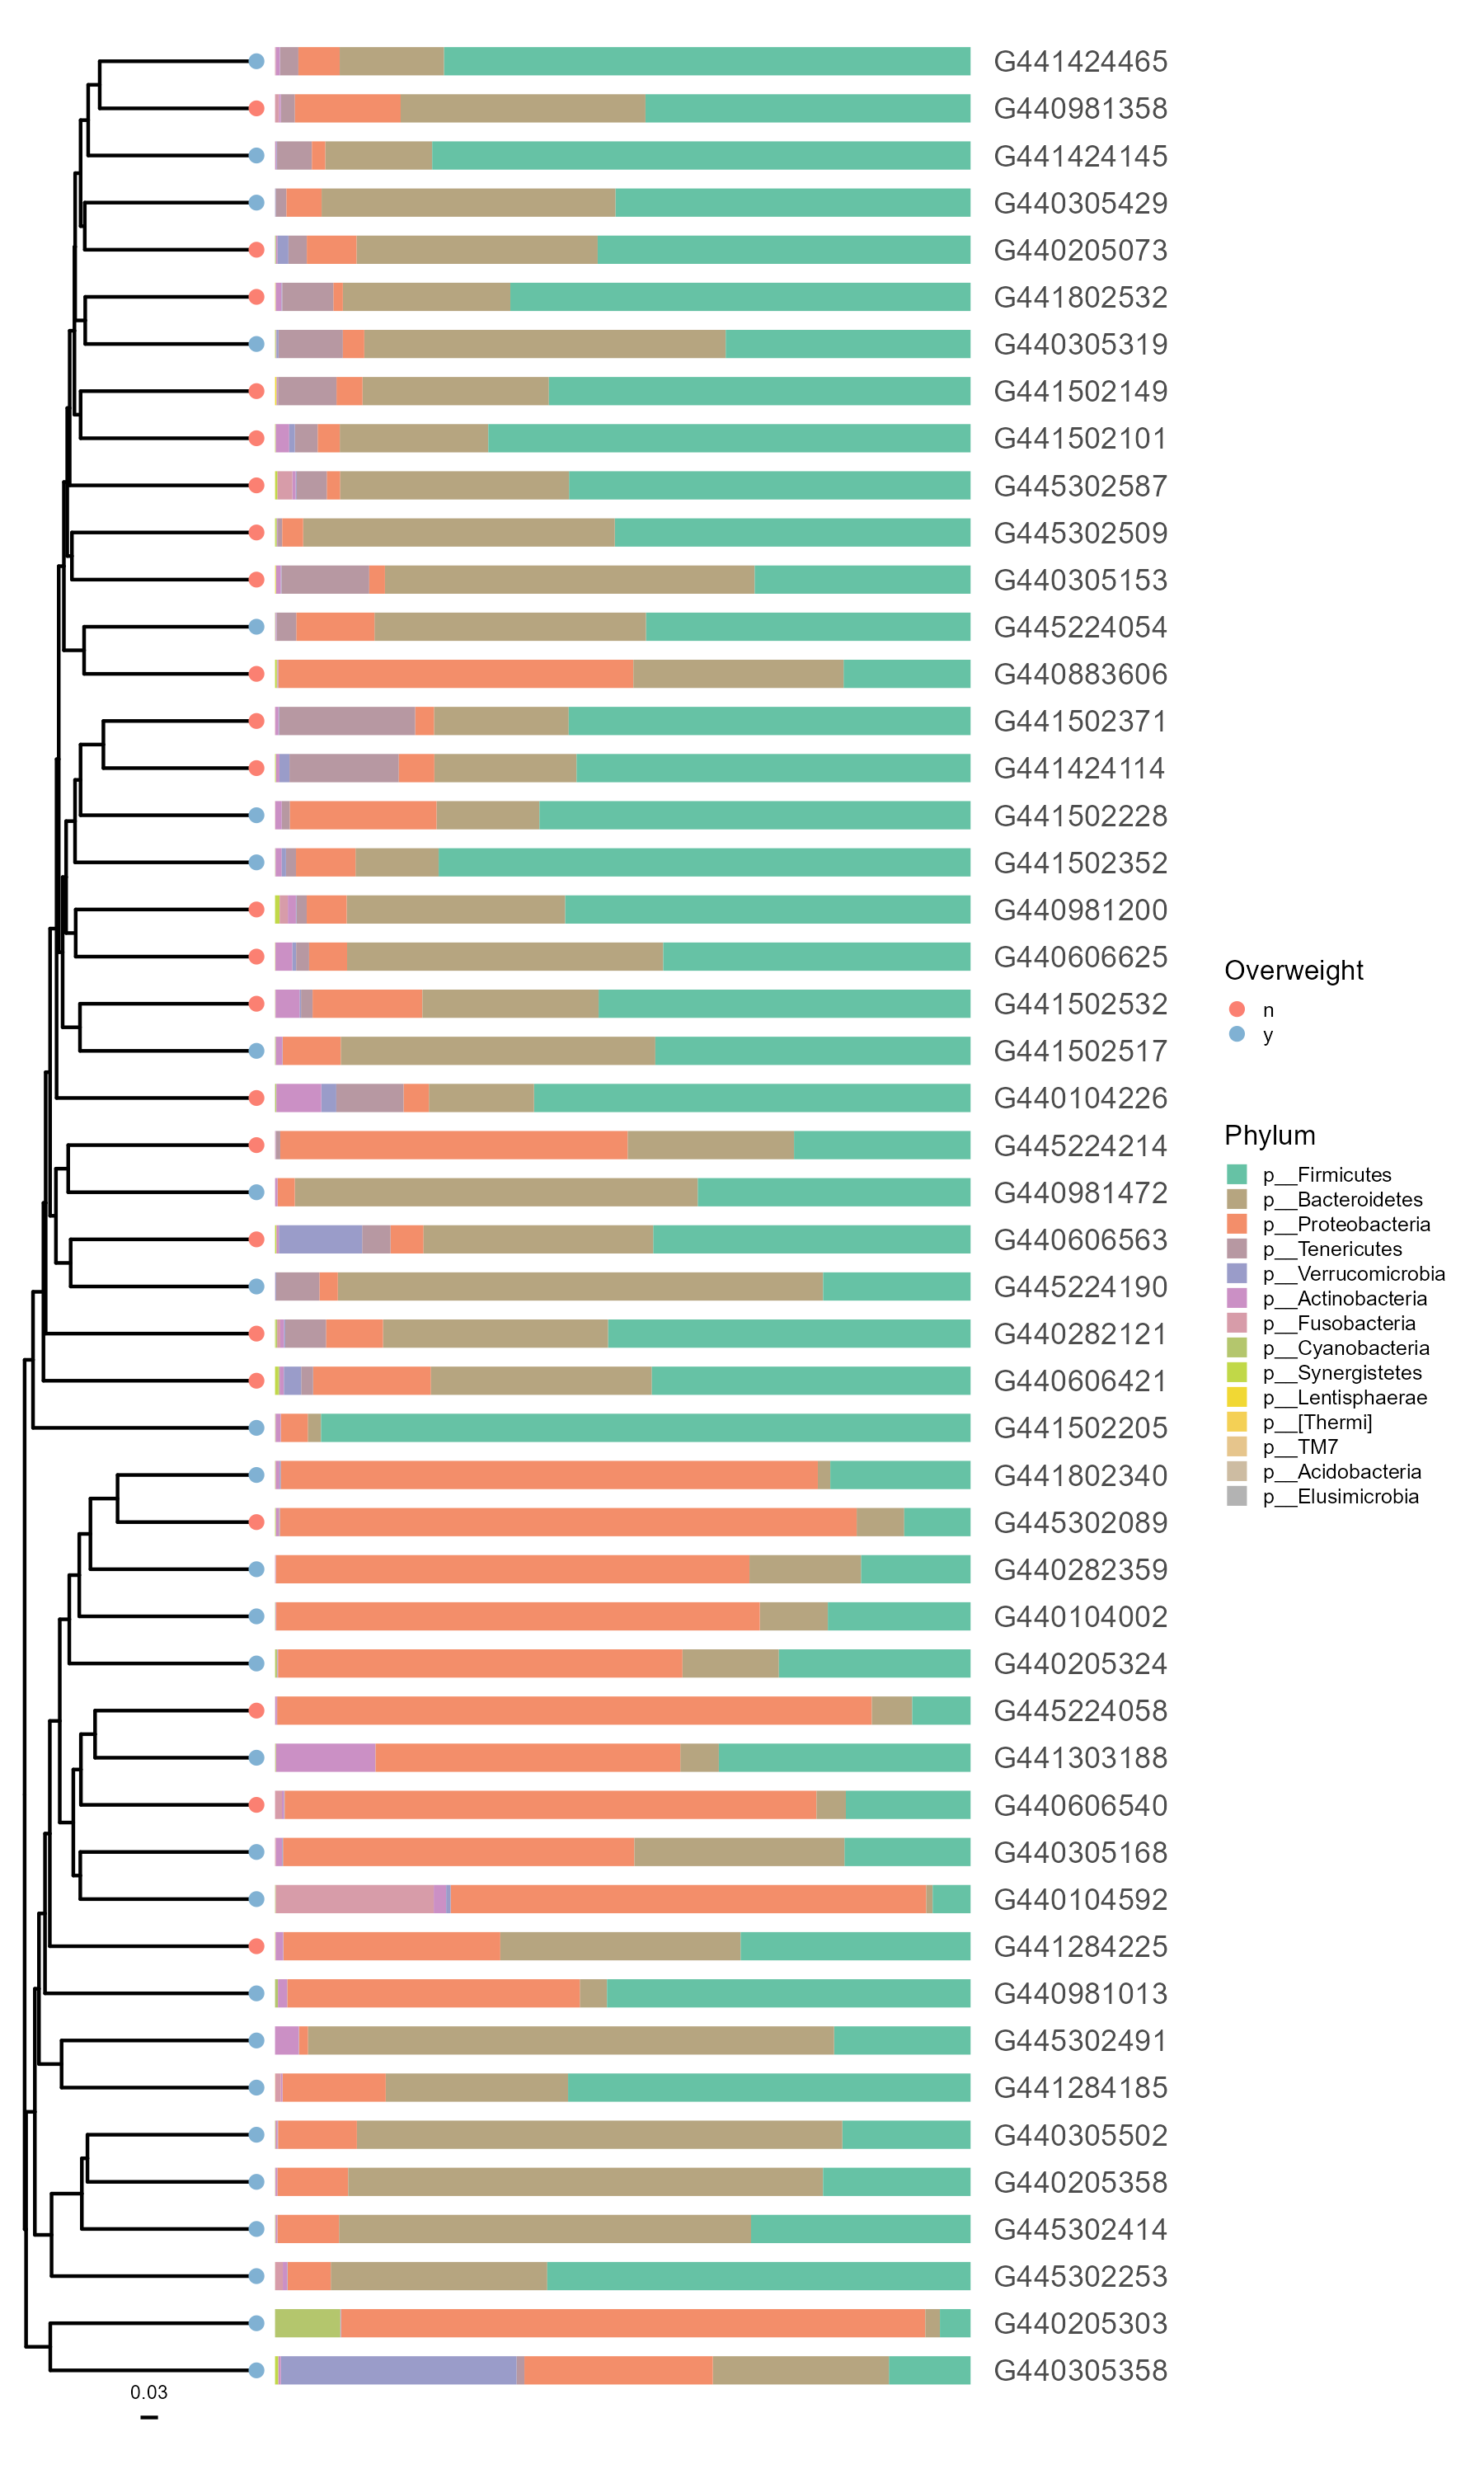 G441424465
G440981358
G441424145
G440305429
G440205073
G441802532
G440305319
G441502149
G441502101
G445302587
G445302509
G440305153
G445224054
G440883606
G441502371
G441424114
G441502228
G441502352
G440981200
G440606625
G441502532
G441502517
G440104226
G445224214
G440981472
G440606563
G445224190
G440282121
G440606421
G441502205
G441802340
G445302089
G440282359
G440104002
G440205324
G445224058
G441303188
G440606540
G440305168
G440104592
G441284225
G440981013
G445302491
G441284185
G440305502
G440205358
G445302414
G445302253
G440205303
G440305358
0.03
Overweight
n
y
Phylum
p__Firmicutes
p__Bacteroidetes
p__Proteobacteria
p__Tenericutes
p__Verrucomicrobia
p__Actinobacteria
p__Fusobacteria
p__Cyanobacteria
p__Synergistetes
p__Lentisphaerae
p__[Thermi]
p__TM7
p__Acidobacteria
p__Elusimicrobia